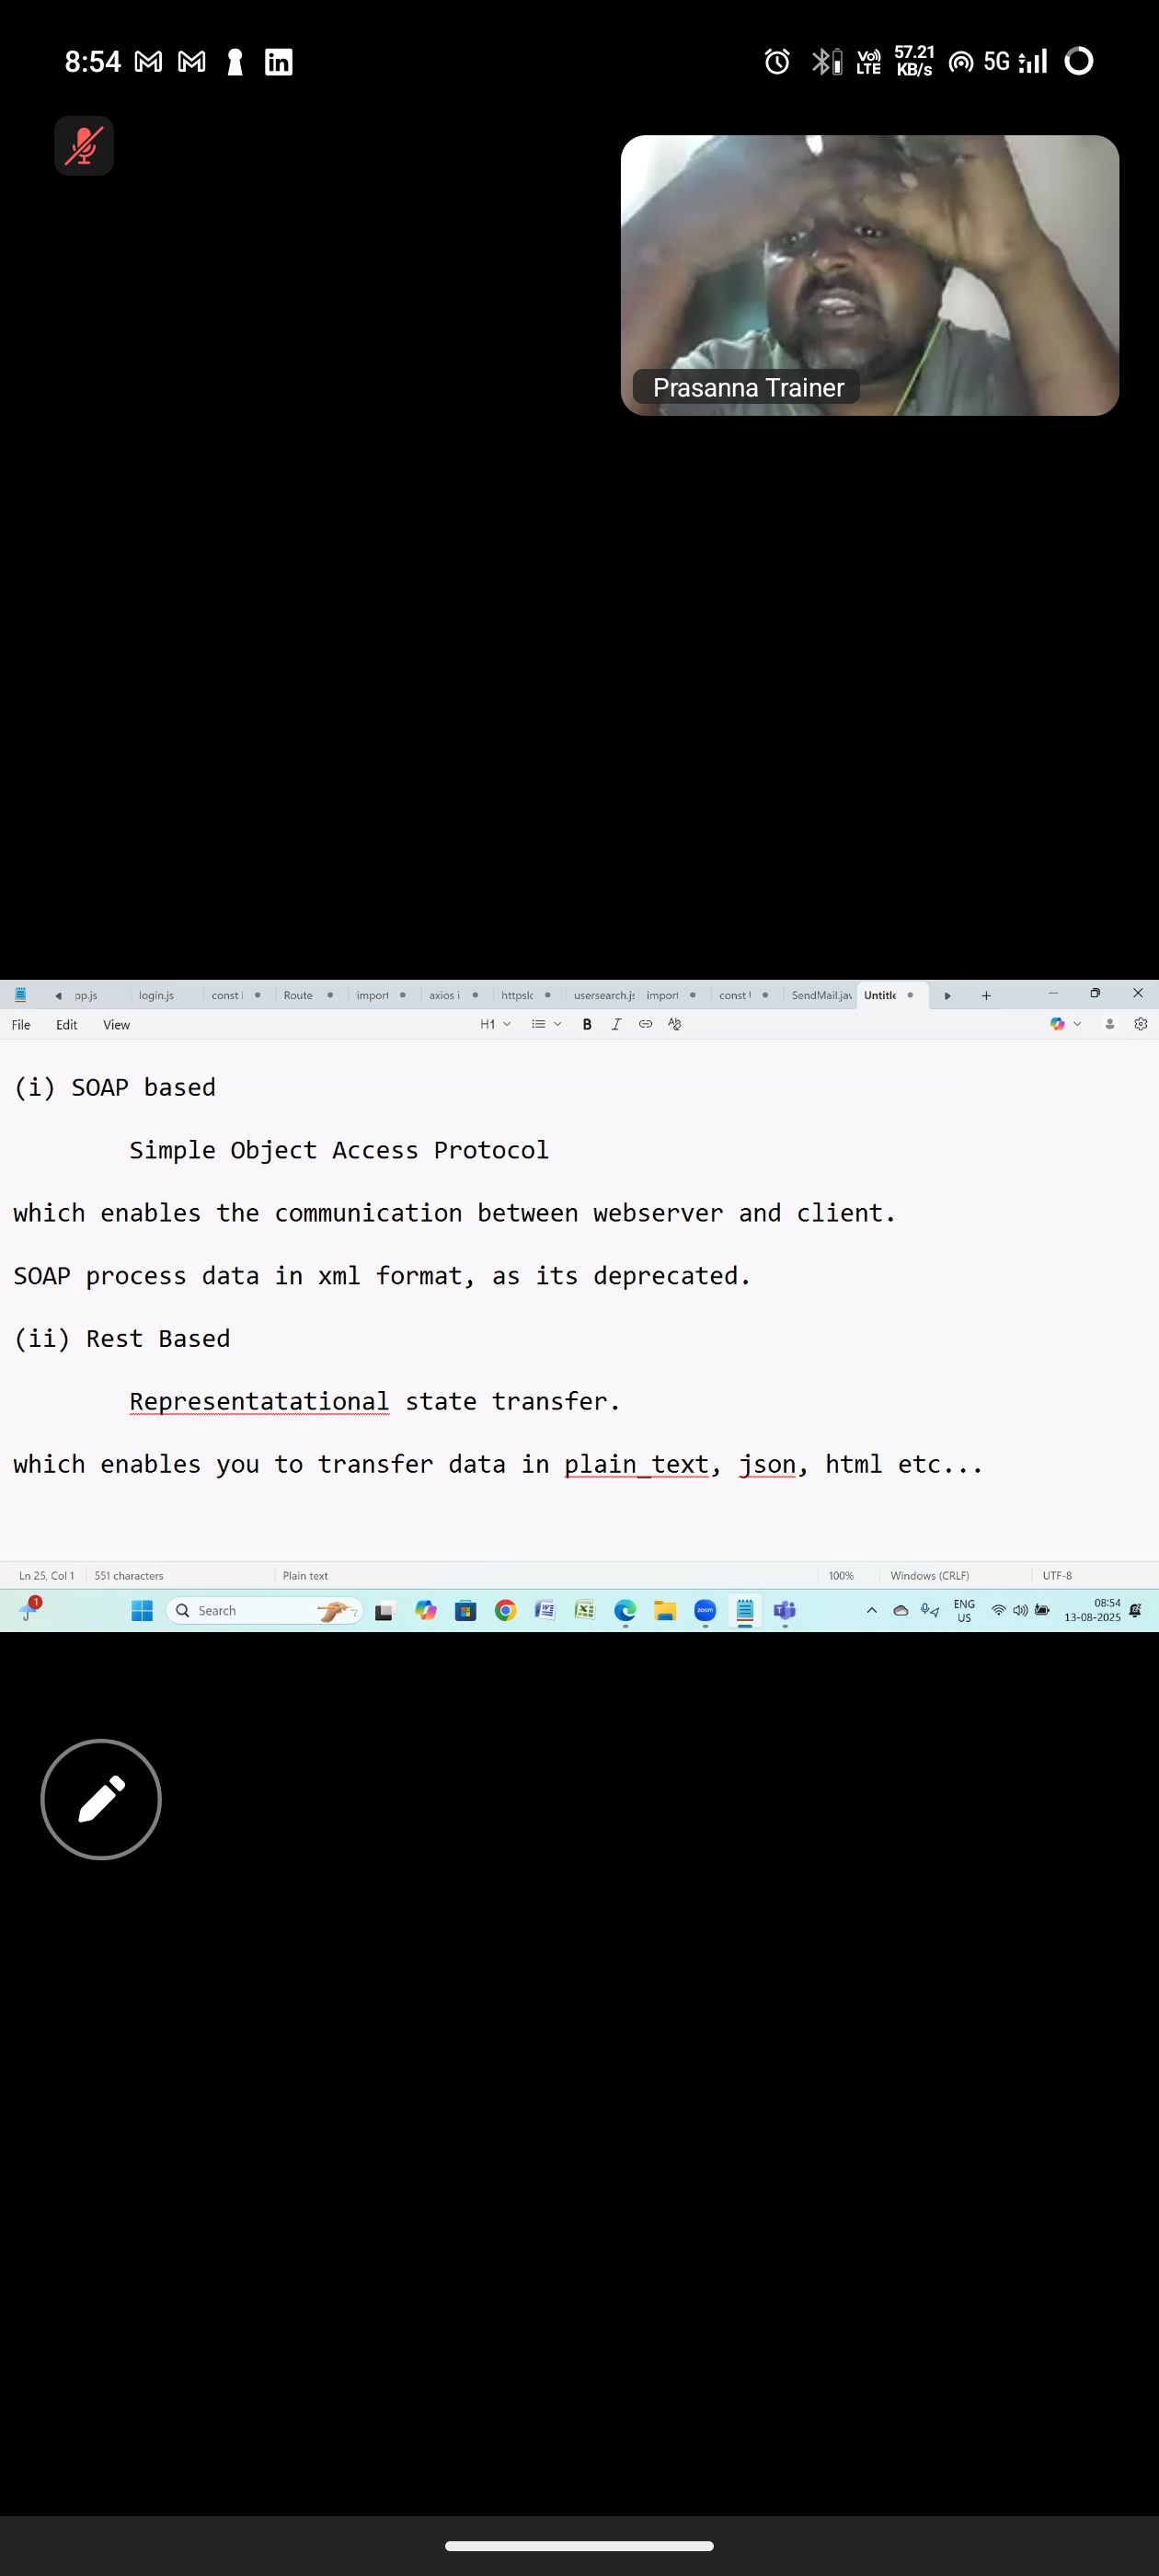 8:54
Vo))
LTE
57.21
KB/s
5G
Prasanna Trainer
pp.js
login.js
const
Route
import
axios i
httpslc
usersearch.js
import
const
SendMail.jav
Untitle
File
Edit
View
H1
B
I
(i) SOAP based
Simple Object Access Protocol
which enables the communication between webserver and client.
SOAP process data in xml format, as its deprecated.
(ii) Rest Based
Representatational state transfer.
which enables you to transfer data in plain_text, json, html etc...
Ln 25, Col 1
551 characters
Plain text
100%
Windows (CRLF)
UTF-8
1
Search
zoom
ENG
US
08:54
13-08-2025